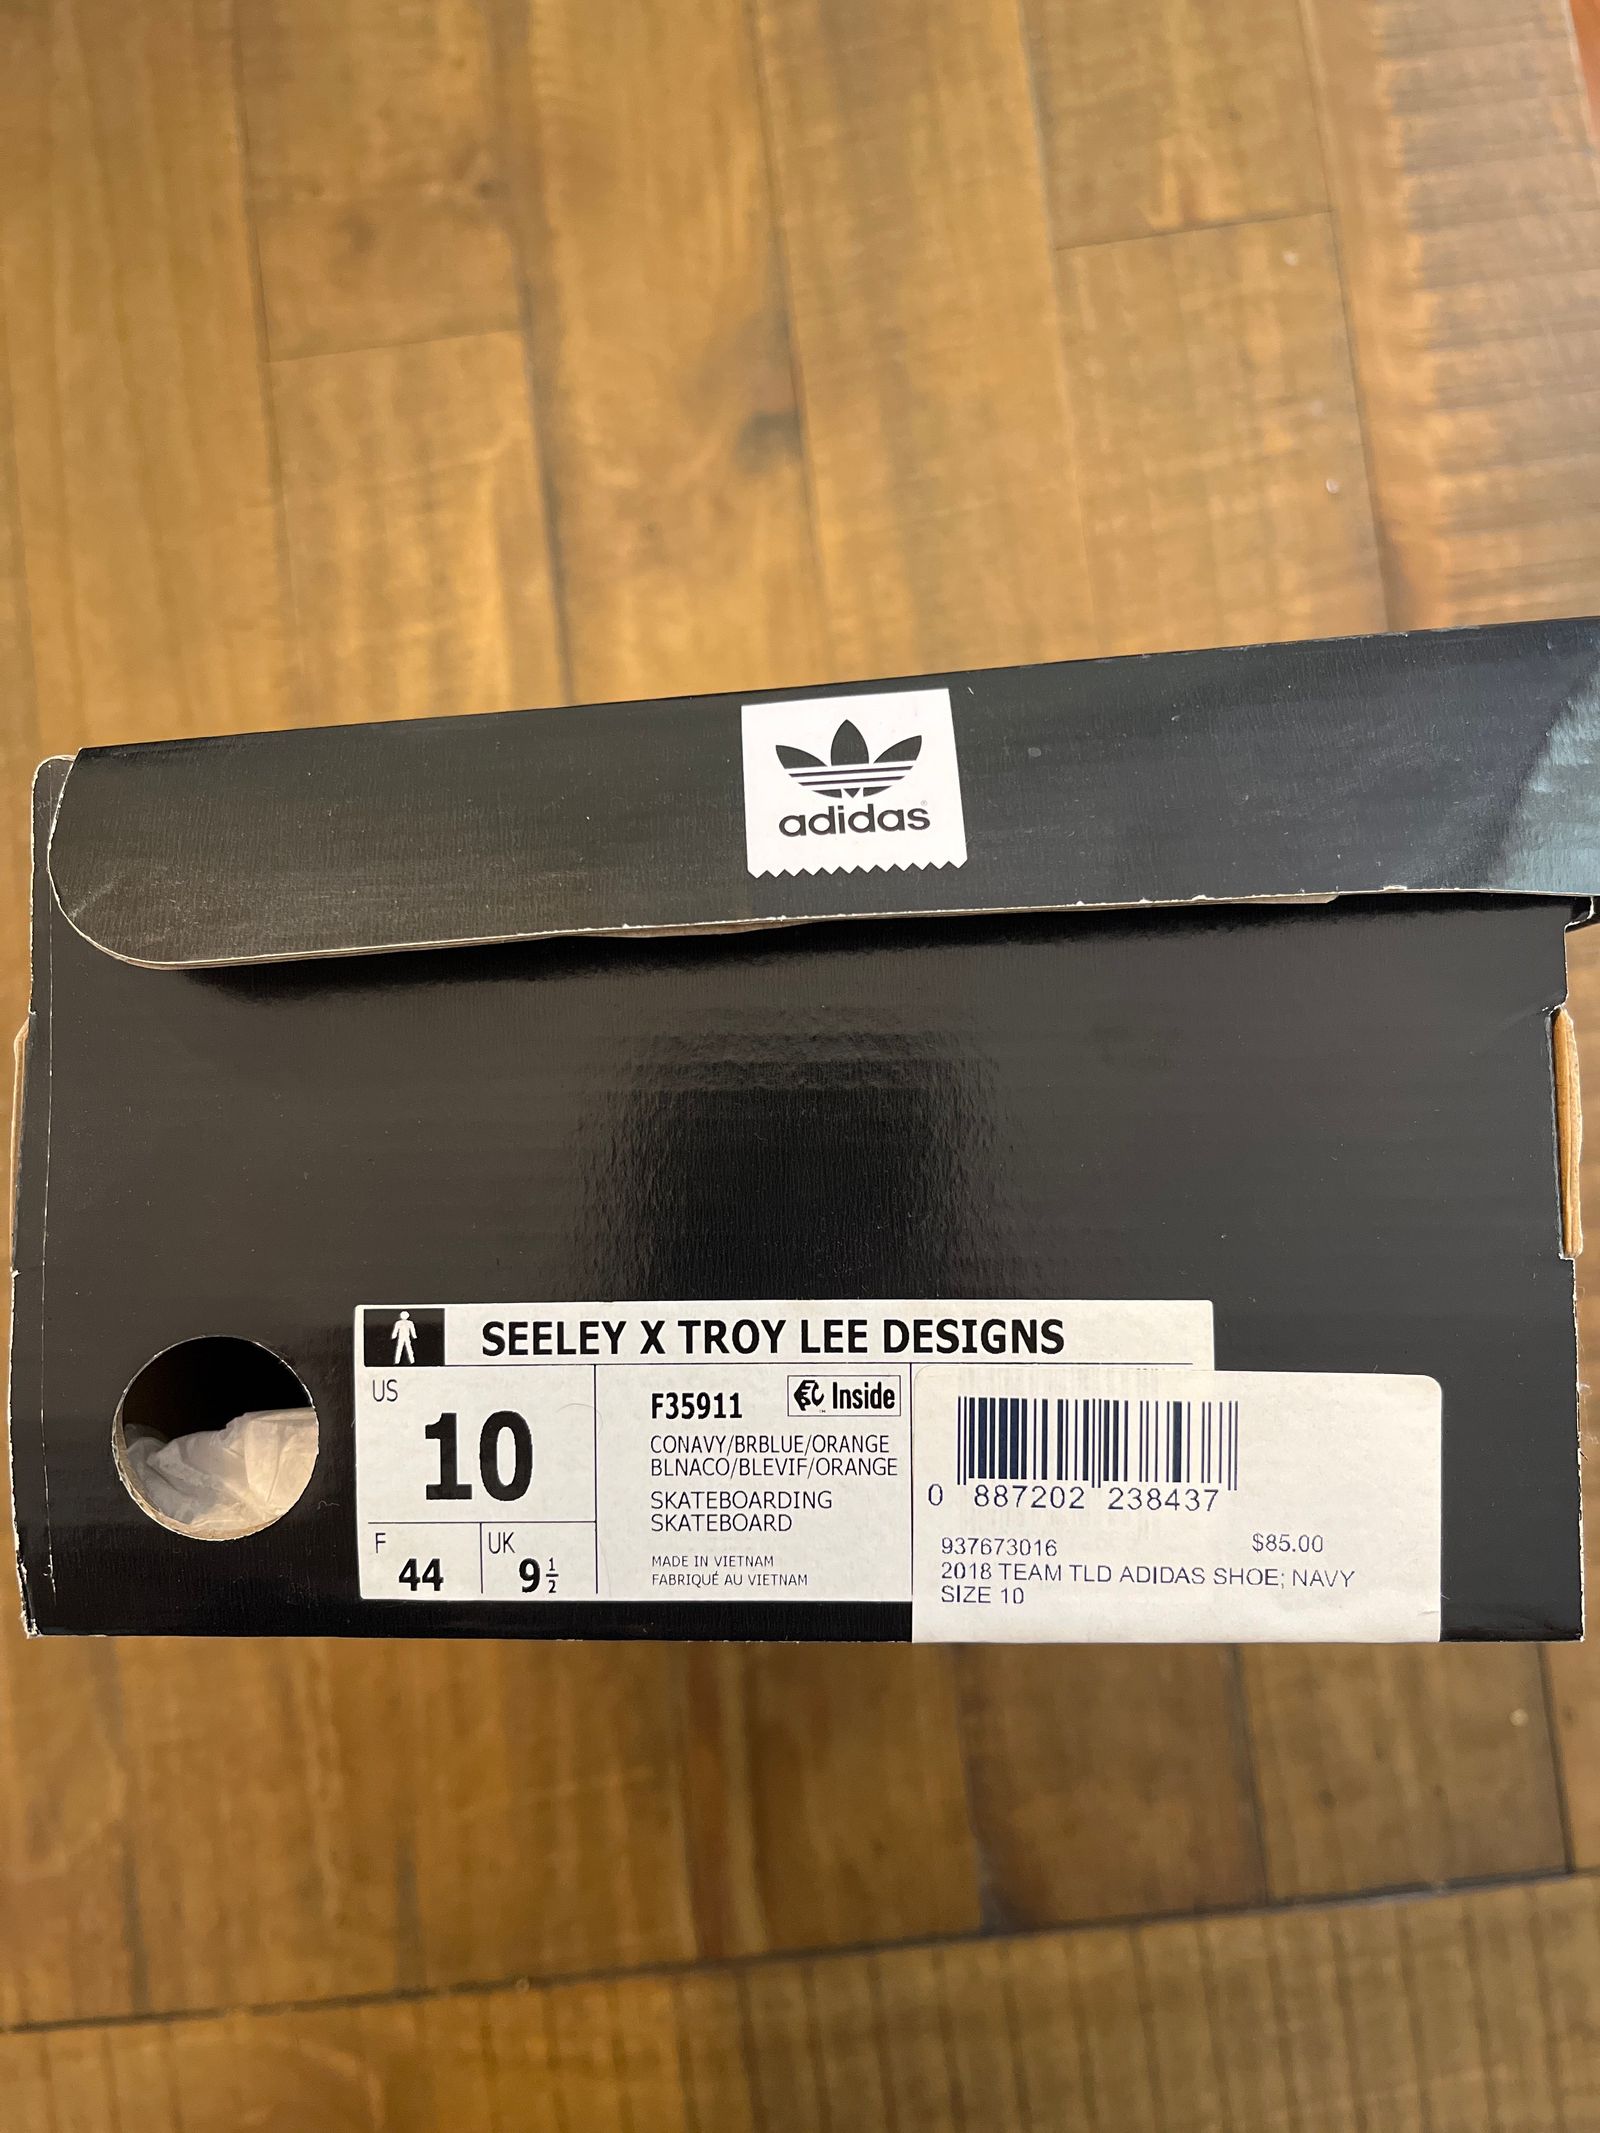 adidas
SEELEY X TROY LEE DESIGNS
US
10
F
44
UK
9 1/2
F35911
Inside
CONAVY/BRBLUE/ORANGE
BLNACO/BLEVIF/ORANGE
SKATEBOARDING
SKATEBOARD
MADE IN VIETNAM
FABRIQUÉ AU VIETNAM
0 887202 238437
937673016 $85.00
2018 TEAM TLD ADIDAS SHOE; NAVY
SIZE 10